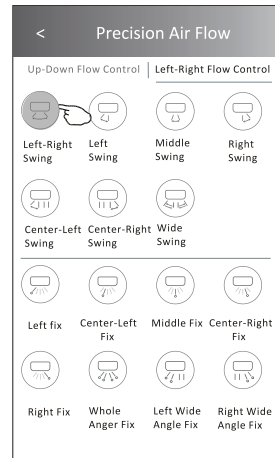 < Precision Air Flow
Up-Down Flow Control | Left-Right Flow Control
Left-Right Left Middle Right
Swing Swing Swing Swing
Center-Left Center-Right Wide
Swing Swing Swing
Left fix Center-Left Middle Fix Center-Right
Fix Fix
Right Fix Whole Left Wide Right Wide
Anger Fix Angle Fix Angle Fix